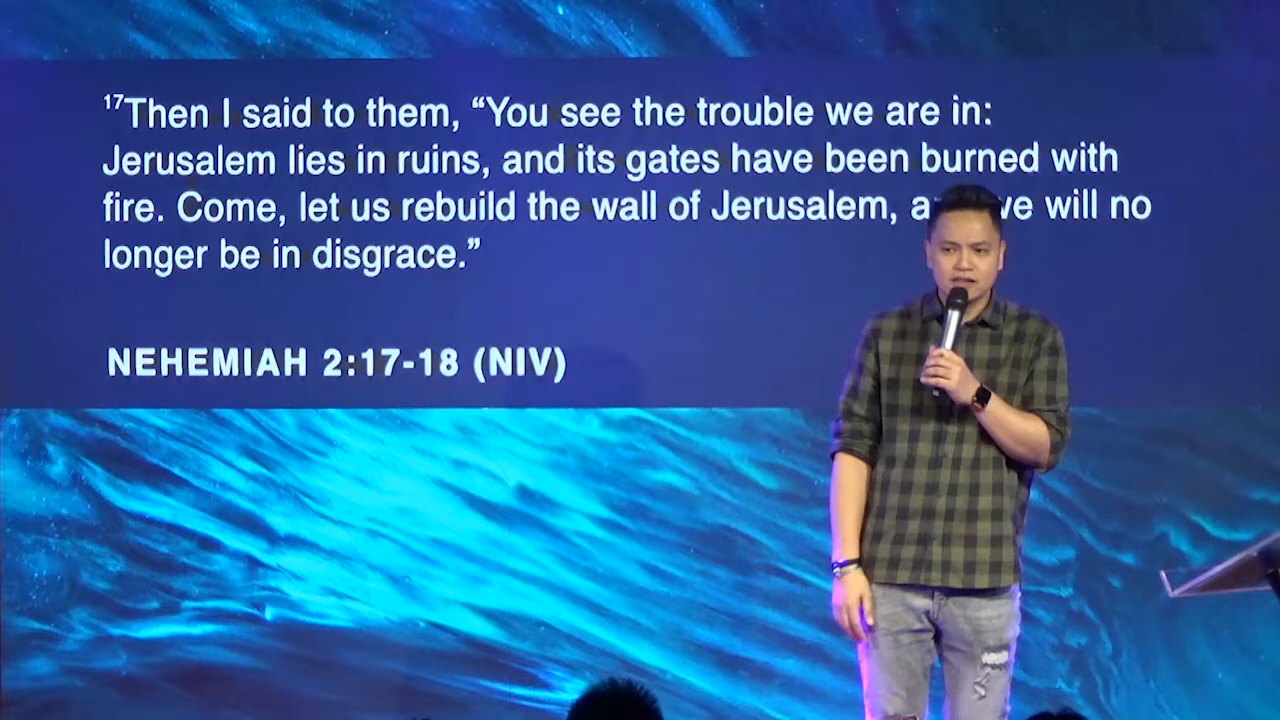 17Then I said to them, “You see the trouble we are in:
Jerusalem lies in ruins, and its gates have been burned with
fire. Come, let us rebuild the wall of Jerusalem, we will no
longer be in disgrace.”
NEHEMIAH 2:17-18 (NIV)